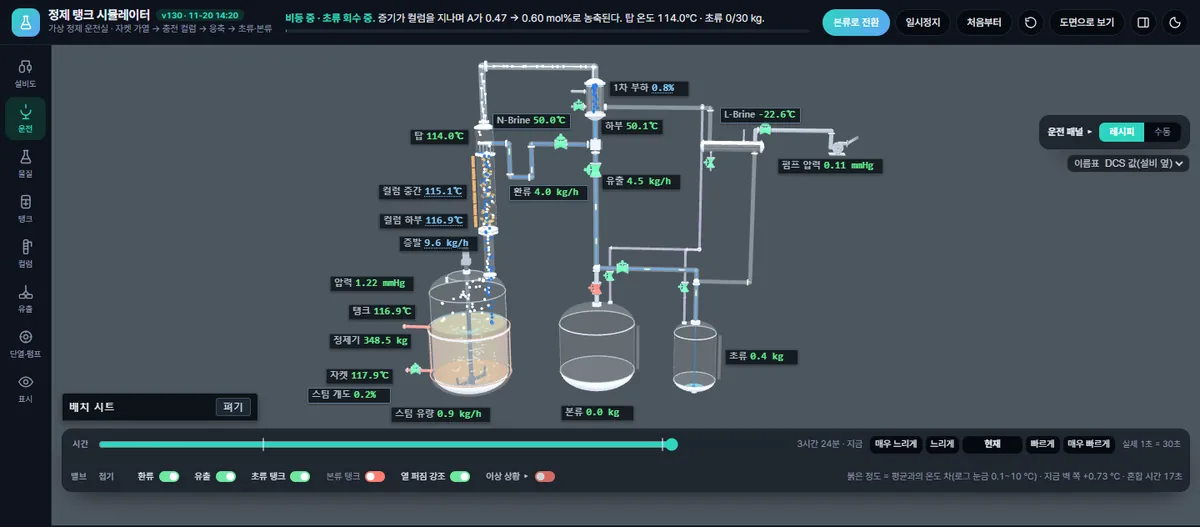 정제 탱크 시뮬레이터 v130 · 11-20 14:20
가상 정제 운전실 · 자켓 가열 → 충전 컬럼 → 응축 → 초류·본류
비등 중 · 초류 회수 중. 증기가 컬럼을 지나며 A가 0.47 → 0.60 mol%로 농축된다. 탑 온도 114.0°C · 초류 0/30 kg.
본류로 전환
일시정지
처음부터
도면으로 보기
설비도
운전
물질
탱크
컬럼
유출
단열·펌프
표시
운전 패널 ▸ 레시피 수동
이름표 DCS 값(설비 옆)
1차 부하 0.8%
N-Brine 50.0℃
하부 50.1℃
L-Brine -22.6℃
탑 114.0℃
펌프 압력 0.11 mmHg
유출 4.5 kg/h
환류 4.0 kg/h
컬럼 중간 115.1℃
컬럼 하부 116.9℃
증발 9.6 kg/h
압력 1.22 mmHg
탱크 116.9℃
정제기 348.5 kg
자켓 117.9℃
스팀 개도 0.2%
스팀 유량 0.9 kg/h
본류 0.0 kg
초류 0.4 kg
배치 시트 펴기
시간
3시간 24분 · 지금
매우 느리게 느리게 현재 빠르게 매우 빠르게
실제 1초 = 30초
밸브 접기 환류 유출 초류 탱크 본류 탱크 열 퍼짐 강조 이상 상황 ▸
붉은 정도 = 평균과의 온도 차(로그 눈금 0.1~10 °C) · 지금 벽 쪽 +0.73 °C · 혼합 시간 17초